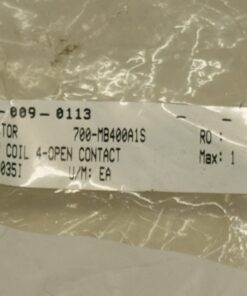 -009-0113 - -
TOR 700-MB400A1S RO :
COIL 4-OPEN CONTACT Max: 1
035I U/M: EA